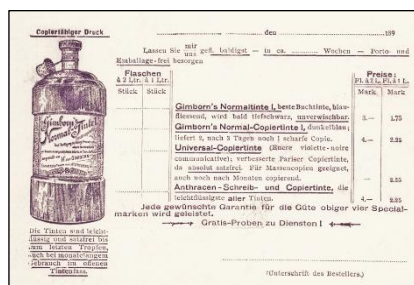 Copierfähiger Druck
den 189
Lassen Sie mir uns gefl. baldigst — in ca. Wochen — Porto- und
Emballage-frei besorgen
Flaschen
à 2 Ltr. à 1 Ltr.
Stück Stück
Preise:
Fl. à 2 L. Fl. à 1 L.
Mark Mark
Gimborn's Normaltinte I, beste Buchtinte, blau-
fliessend, wird bald tiefschwarz, unverwischbar. 3.— 1.75
Gimborn's Normal-Copiertinte I, dunkelblau,
liefert 2, nach 3 Tagen noch 1 scharfe Copie. 4.— 2.25
Universal-Copiertinte (Encre violette-noire
communicative); verbesserte Pariser Copiertinte,
da absolut satzfrei. Für Massencopien geeignet,
auch noch nach Monaten copierend. —
Anthracen-Schreib- und Copiertinte, die
leichtflüssigste aller Tinten. 4.— 2.25
Jede gewünschte Garantie für die Güte obiger vier Special-
marken wird geleistet.
Gratis-Proben zu Diensten!
(Unterschrift des Bestellers.)
Gimborn's
Normal-Tinte I
Die Tinten sind leicht-
flüssig und satzfrei bis
zum letzten Tropfen,
auch bei monatelangem
Gebrauch im offenen
Tintenfass.